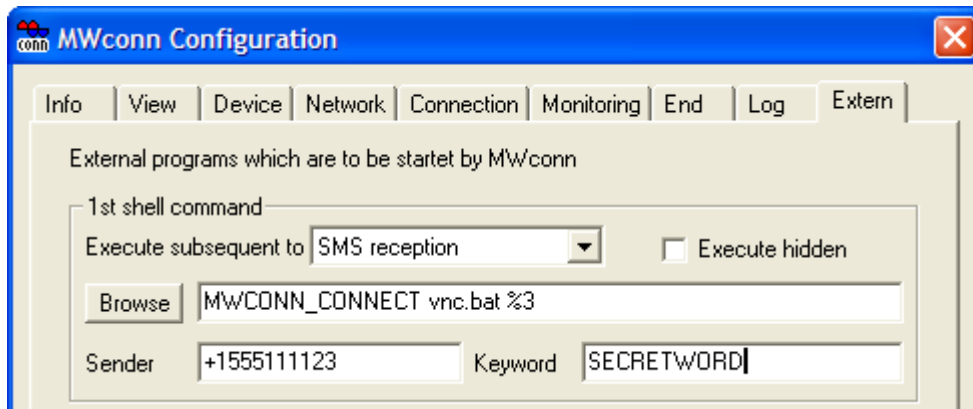 conn MWconn Configuration
Info View Device Network Connection Monitoring End Log Extern
External programs which are to be startet by MWconn
1st shell command
Execute subsequent to SMS reception Execute hidden
Browse MWCONN_CONNECT vnc.bat %3
Sender +1555111123 Keyword SECRETWORD